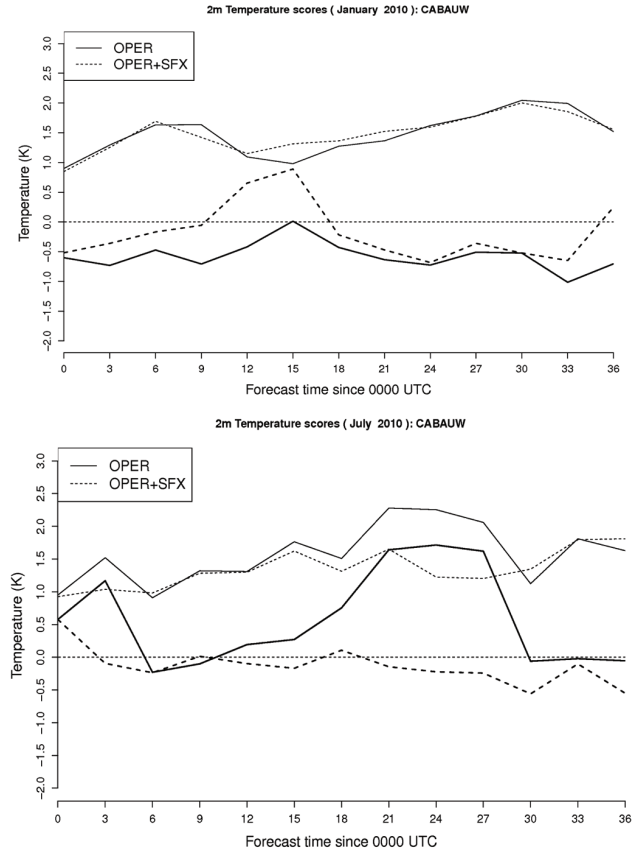 2m Temperature scores ( January 2010 ): CABAUW
OPER
OPER+SFX
3.0
2.5
2.0
1.5
1.0
0.5
0.0
−0.5
−1.0
−1.5
−2.0
Temperature (K)
0 3 6 9 12 15 18 21 24 27 30 33 36
Forecast time since 0000 UTC
2m Temperature scores ( July 2010 ): CABAUW
OPER
OPER+SFX
3.0
2.5
2.0
1.5
1.0
0.5
0.0
−0.5
−1.0
−1.5
−2.0
Temperature (K)
0 3 6 9 12 15 18 21 24 27 30 33 36
Forecast time since 0000 UTC